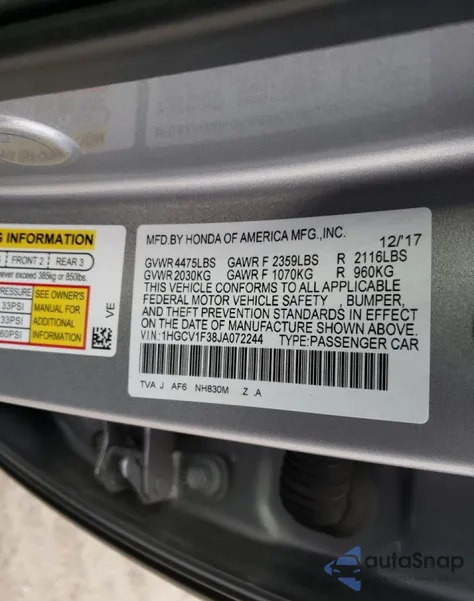 G INFORMATION
FRONT 2 REAR 3
never exceed 385kg or 850lbs.
PRESSURE
33PSI
33PSI
60PSI
SEE OWNER'S
MANUAL FOR
ADDITIONAL
INFORMATION
VE
MFD.BY HONDA OF AMERICA MFG.,INC. 12/'17
GVWR 4475LBS GAWR F 2359LBS R 2116LBS
GVWR 2030KG GAWR F 1070KG R 960KG
THIS VEHICLE CONFORMS TO ALL APPLICABLE
FEDERAL MOTOR VEHICLE SAFETY , BUMPER,
AND THEFT PREVENTION STANDARDS IN EFFECT
ON THE DATE OF MANUFACTURE SHOWN ABOVE.
V.I.N.:1HGCV1F38JA072244 TYPE:PASSENGER CAR
TVA J AF6 NH830M .Z .A
autoSnap